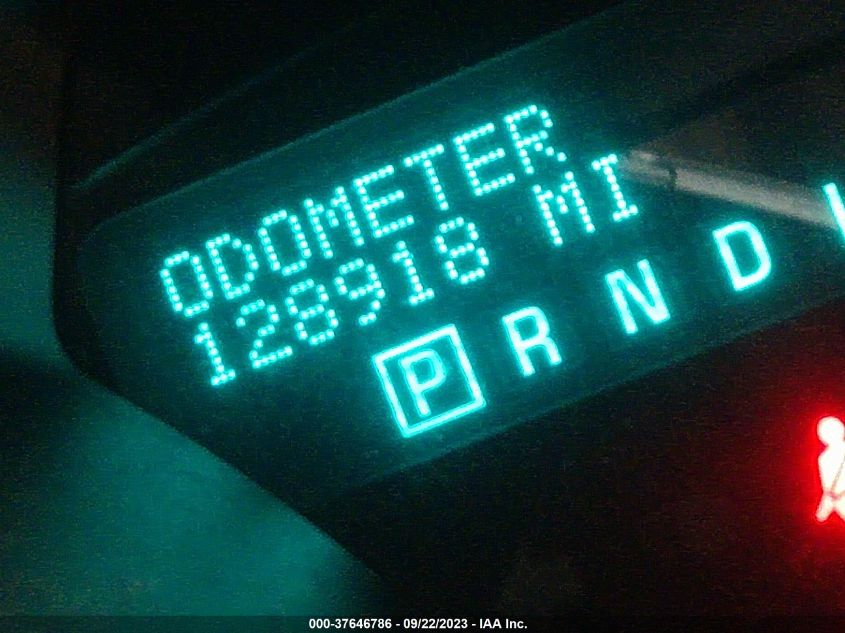 ODOMETER
128918 MI
P R N D
000-37646786 - 09/22/2023 - IAA Inc.